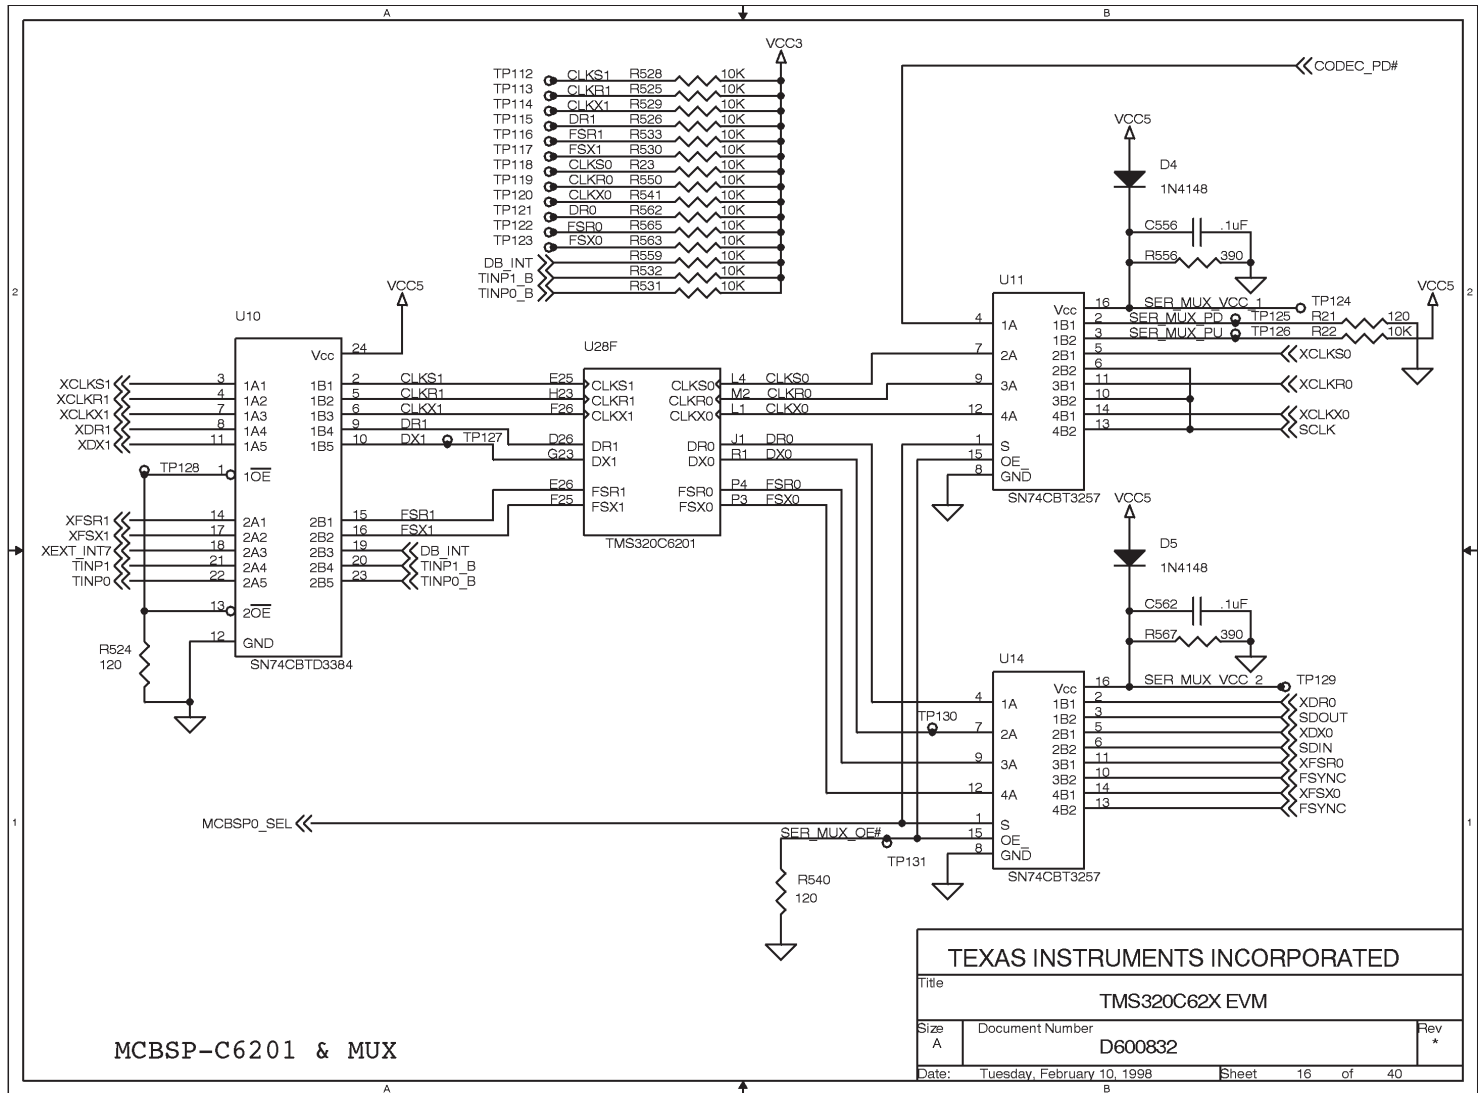 A B
VCC3
TP112 CLKS1 R528 10K
TP113 CLKR1 R525 10K
TP114 CLKX1 R529 10K
TP115 DR1 R526 10K
TP116 FSR1 R533 10K
TP117 FSX1 R530 10K
TP118 CLKS0 R23 10K
TP119 CLKR0 R550 10K
TP120 CLKX0 R541 10K
TP121 DR0 R562 10K
TP122 FSR0 R565 10K
TP123 FSX0 R563 10K
DB_INT R559 10K
TINP1_B R532 10K
TINP0_B R531 10K
CODEC_PD#
VCC5
D4
1N4148
C556 .1uF
R556 390
2 2
U10
VCC5
Vcc 24
XCLKS1 3 1A1 1B1 2 CLKS1
XCLKR1 4 1A2 1B2 5 CLKR1
XCLKX1 7 1A3 1B3 6 CLKX1
XDR1 8 1A4 1B4 9 DR1
XDX1 11 1A5 1B5 10 DX1 TP127
TP128 1 1OE
XFSR1 14 2A1 2B1 15 FSR1
XFSX1 17 2A2 2B2 16 FSX1
XEXT_INT7 18 2A3 2B3 19 DB_INT
TINP1 21 2A4 2B4 20 TINP1_B
TINP0 22 2A5 2B5 23 TINP0_B
13 2OE
12 GND
SN74CBTD3384
R524
120
U28F
E25 CLKS1 CLKS0 L4 CLKS0
H23 CLKR1 CLKR0 M2 CLKR0
F26 CLKX1 CLKX0 L1 CLKX0
D26 DR1 DR0 J1 DR0
G23 DX1 DX0 R1 DX0
E26 FSR1 FSR0 P4 FSR0
F25 FSX1 FSX0 P3 FSX0
TMS320C6201
U11
Vcc 16 SER_MUX_VCC_1 TP124
VCC5
4 1A 1B1 2 SER_MUX_PD TP125 R21 120
1B2 3 SER_MUX_PU TP126 R22 10K
7 2A 2B1 5 XCLKS0
2B2 6
9 3A 3B1 11 XCLKR0
3B2 10
12 4A 4B1 14 XCLKX0
4B2 13 SCLK
1 S
15 OE_
8 GND
SN74CBT3257
VCC5
D5
1N4148
C562 .1uF
R567 390
U14
Vcc 16 SER_MUX_VCC_2 TP129
4 1A 1B1 2 XDR0
1B2 3 SDOUT
TP130 7 2A 2B1 5 XDX0
2B2 6 SDIN
9 3A 3B1 11 XFSR0
3B2 10 FSYNC
12 4A 4B1 14 XFSX0
4B2 13 FSYNC
1 1
MCBSP0_SEL 1 S
SER_MUX_OE# 15 OE_
TP131 8 GND
SN74CBT3257
R540
120
TEXAS INSTRUMENTS INCORPORATED
Title
TMS320C62X EVM
Size Document Number Rev
A D600832 *
Date: Tuesday, February 10, 1998 Sheet 16 of 40
MCBSP-C6201 & MUX
A B